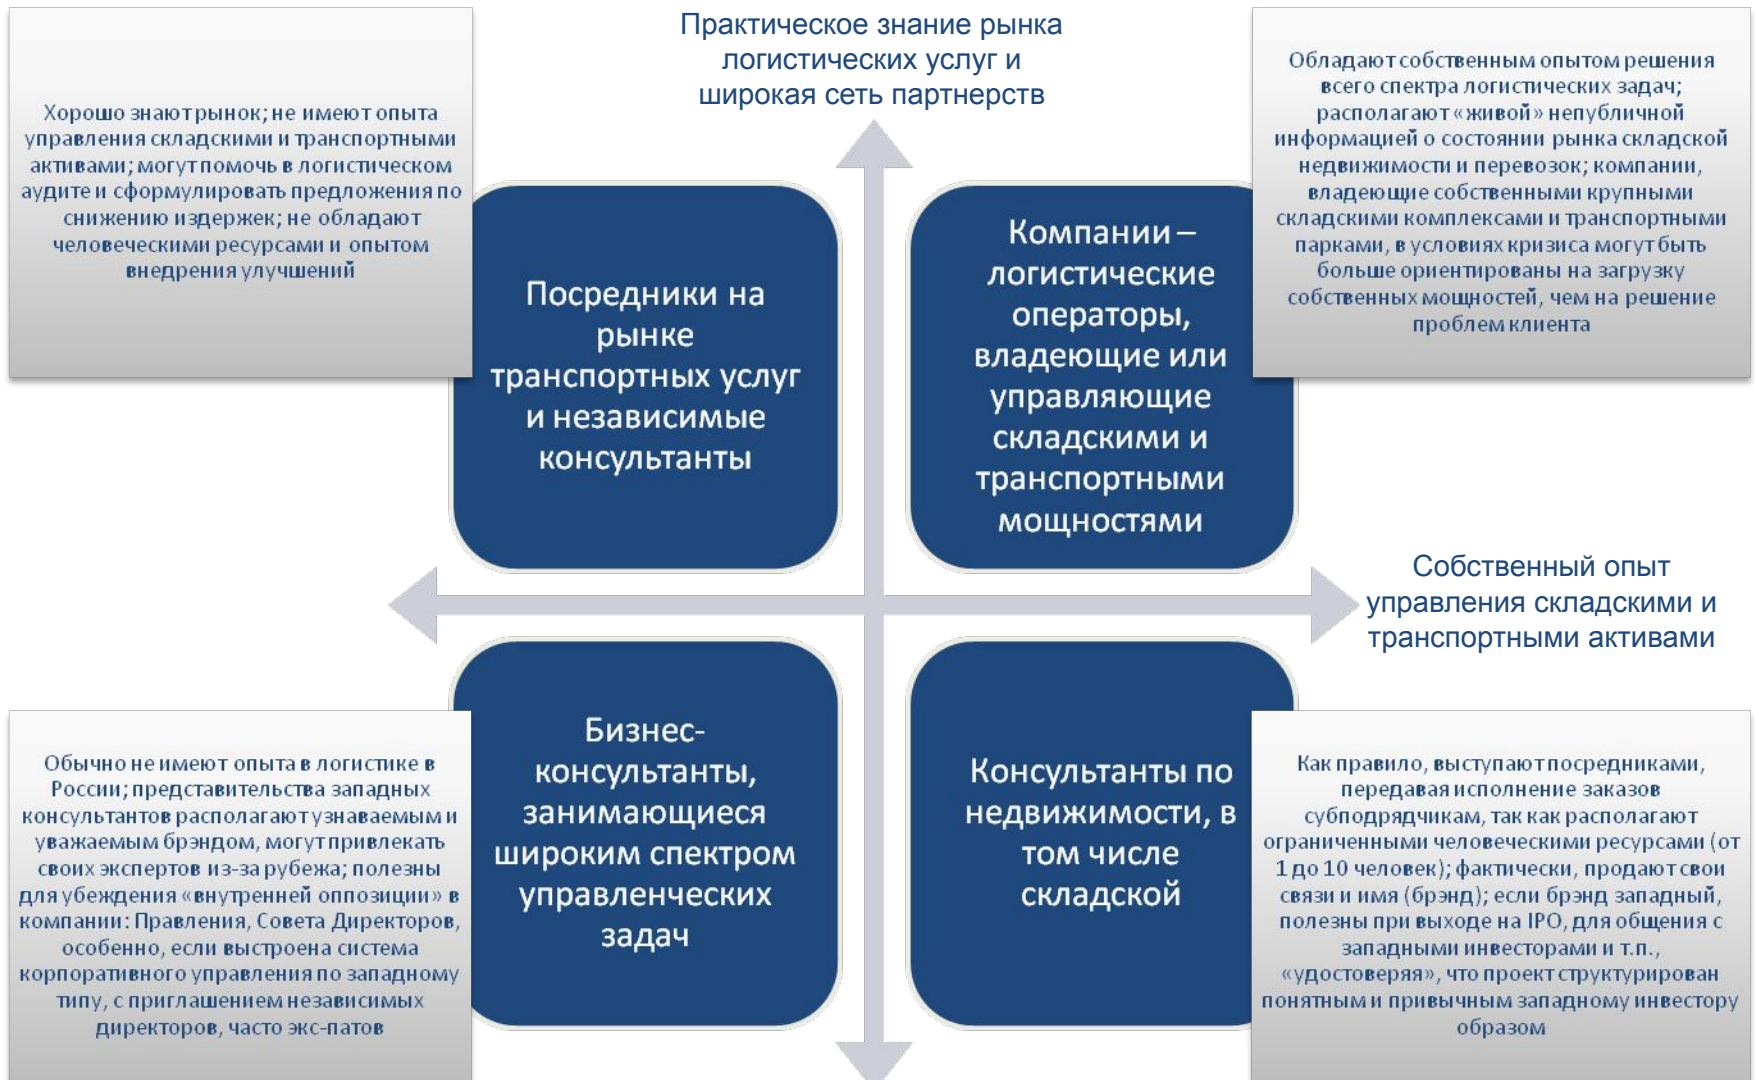 Практическое знание рынка
логистических услуг и
широкая сеть партнерств
Хорошо знают рынок; не имеют опыта
управления складскими и транспортными
активами; могут помочь в логистическом
аудите и сформулировать предложения по
снижению издержек; не обладают
человеческими ресурсами и опытом
внедрения улучшений
Посредники на
рынке
транспортных услуг
и независимые
консультанты
Компании –
логистические
операторы,
владеющие или
управляющие
складскими и
транспортными
мощностями
Обладают собственным опытом решения
всего спектра логистических задач;
располагают «живой» непубличной
информацией о состоянии рынка складской
недвижимости и перевозок; компании,
владеющие собственными крупными
складскими комплексами и транспортными
парками, в условиях кризиса могут быть
больше ориентированы на загрузку
собственных мощностей, чем на решение
проблем клиента
Собственный опыт
управления складскими и
транспортными активами
Обычно не имеют опыта в логистике в
России; представительства западных
консультантов располагают узнаваемым и
уважаемым брэндом, могут привлекать
своих экспертов из-за рубежа; полезны
для убеждения «внутренней оппозиции» в
компании: Правления, Совета Директоров,
особенно, если выстроена система
корпоративного управления по западному
типу, с приглашением независимых
директоров, часто экс-патов
Бизнес-
консультанты,
занимающиеся
широким спектром
управленческих
задач
Консультанты по
недвижимости, в
том числе
складской
Как правило, выступают посредниками,
передавая исполнение заказов
субподрядчикам, так как располагают
ограниченными человеческими ресурсами (от
1 до 10 человек); фактически, продают свои
связи и имя (брэнд); если брэнд западный,
полезны при выходе на IPO, для общения с
западными инвесторами и т.п.,
«удостоверяя», что проект структурирован
понятным и привычным западному инвестору
образом